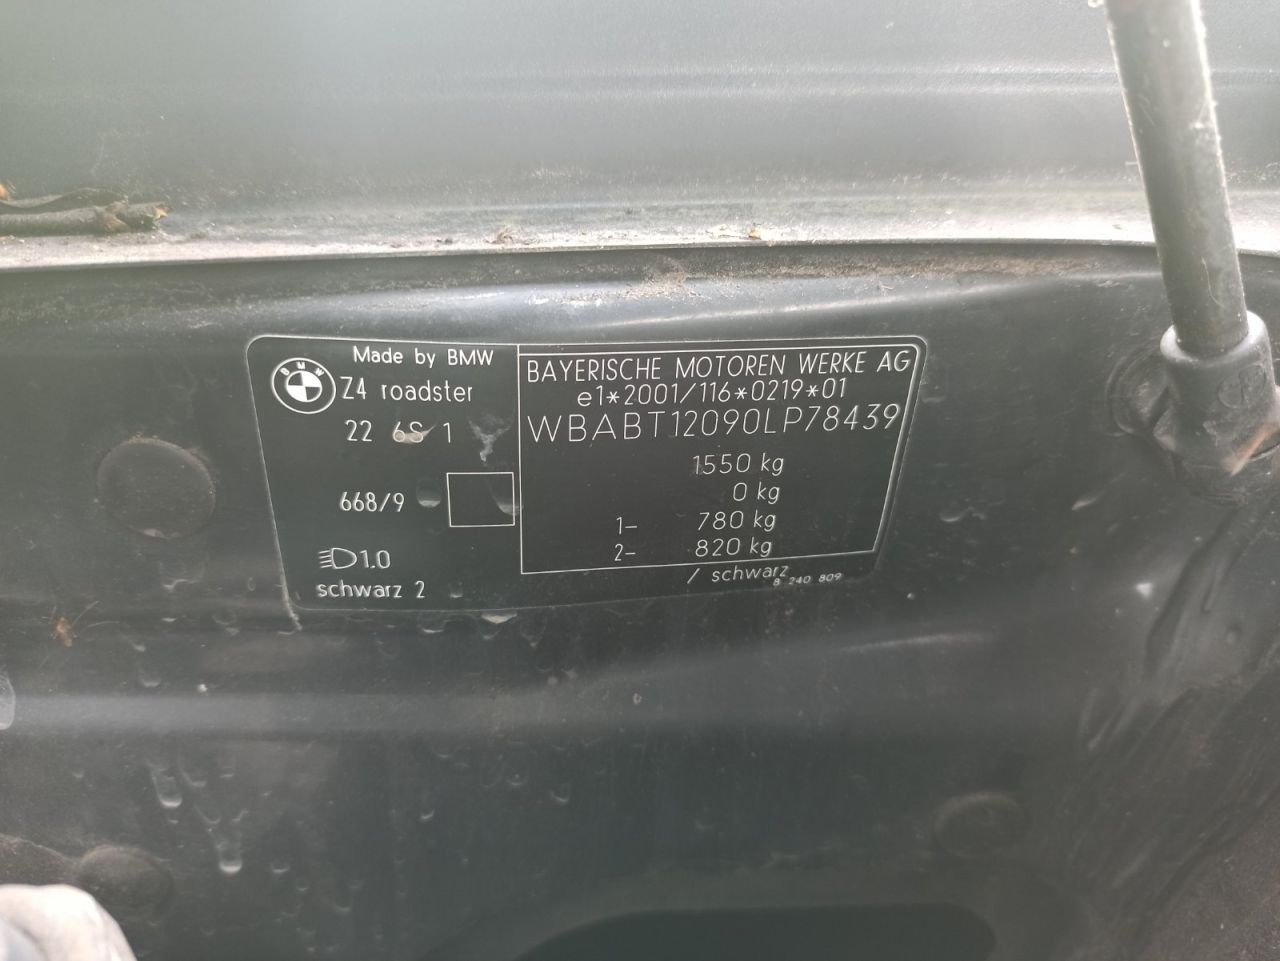 Made by BMW
BMW
Z4 roadster
22 6S 1
668/9
1.0
schwarz 2
BAYERISCHE MOTOREN WERKE AG
e1*2001/116*0219*01
WBABT12090LP78439
1550 kg
0 kg
1- 780 kg
2- 820 kg
/ schwarz
8 240 809